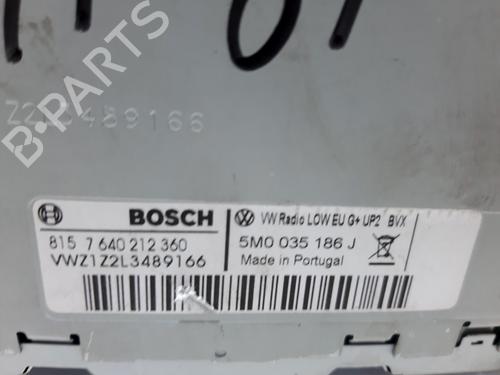 Z2L3489166
B-PARTS
BOSCH
VW Radio LOW EU G+ UP2 BVX
815 7 640 212 360
5M0 035 186 J
VWZ1Z2L3489166
Made in Portugal